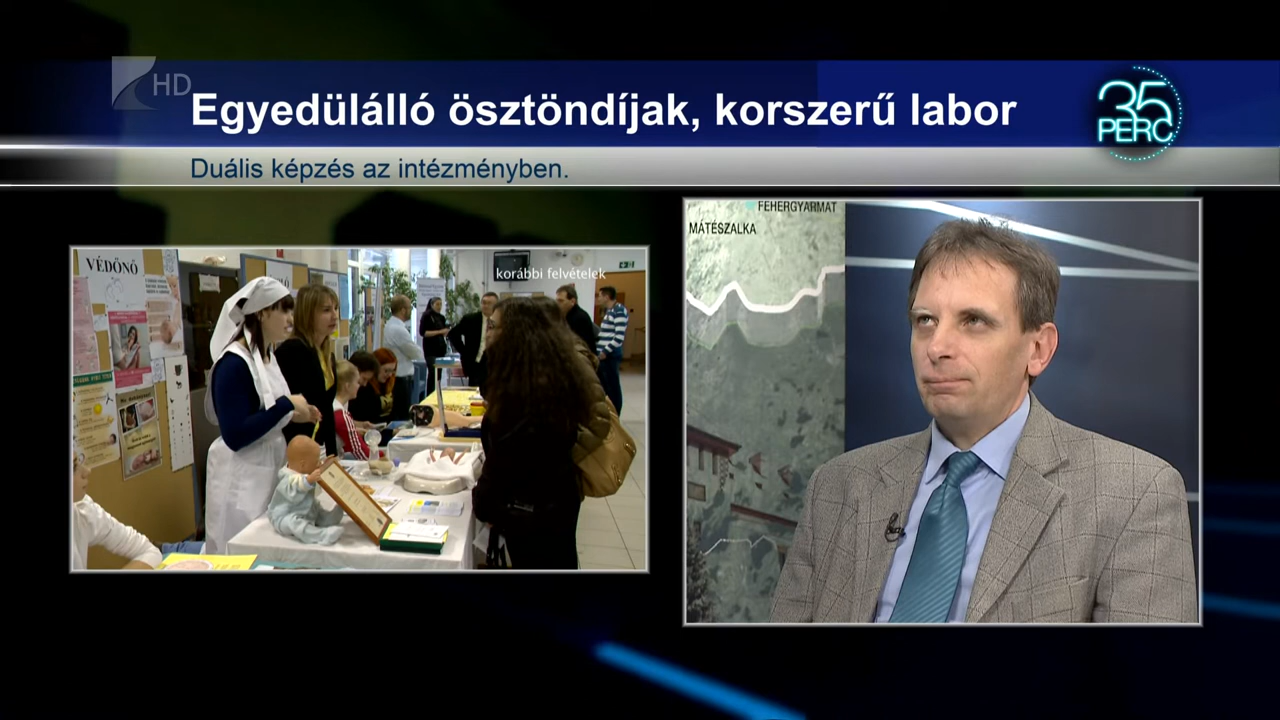 HD
Egyedülálló ösztöndíjak, korszerű labor
35
PERC
Duális képzés az intézményben.
FEHERGYARMAT
MÁTÉSZALKA
korábbi felvételek
VÉDŐNŐ